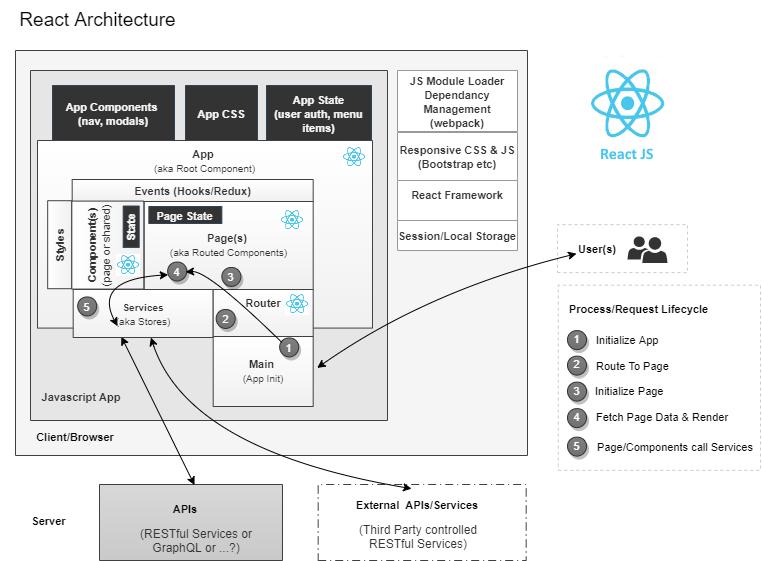 React Architecture
App Components
(nav, modals)
App CSS
App State
(user auth, menu
items)
JS Module Loader
Dependancy
Management
(webpack)
Responsive CSS & JS
(Bootstrap etc)
React Framework
Session/Local Storage
React JS
App
(aka Root Component)
Events (Hooks/Redux)
Styles
Component(s)
(page or shared)
State
Page State
Page(s)
(aka Routed Components)
4
3
5
Services
(aka Stores)
Router
2
1
Main
(App Init)
Javascript App
Client/Browser
User(s)
Process/Request Lifecycle
1 Initialize App
2 Route To Page
3 Initialize Page
4 Fetch Page Data & Render
5 Page/Components call Services
Server
APIs
(RESTful Services or
GraphQL or ...?)
External APIs/Services
(Third Party controlled
RESTful Services)